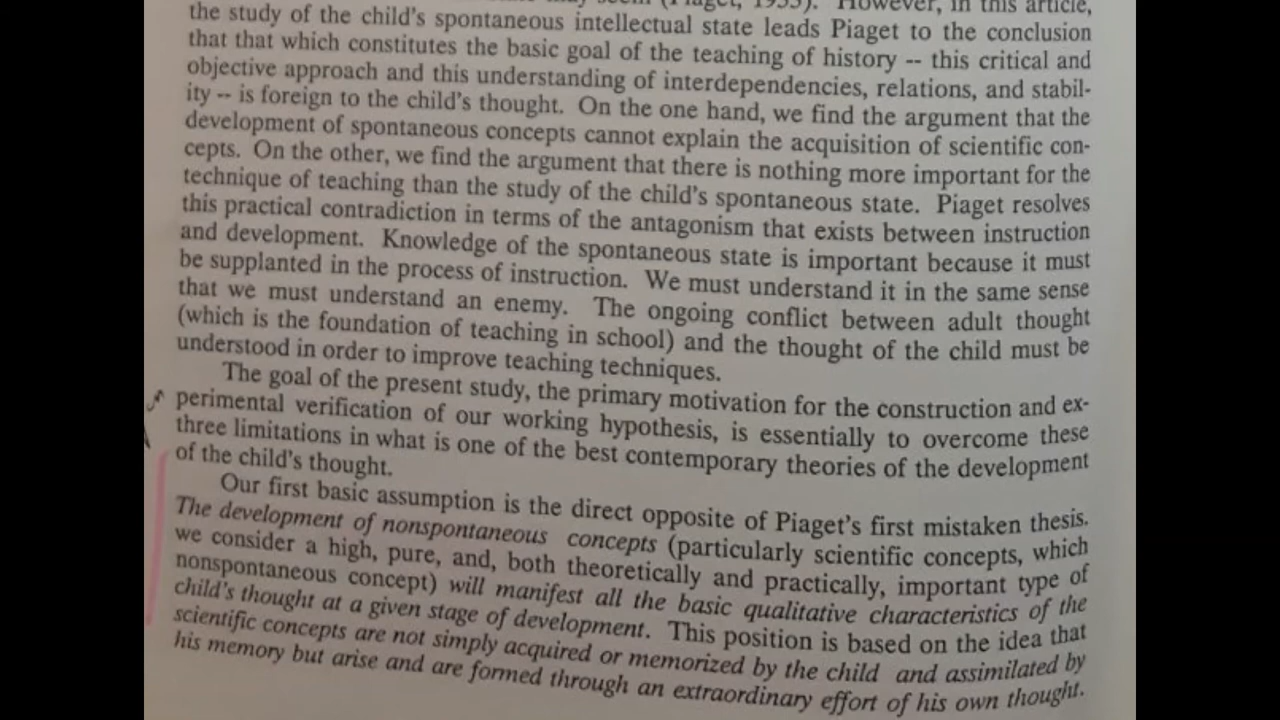 (Piaget, 1933). However, in this article,
the study of the child's spontaneous intellectual state leads Piaget to the conclusion
that that which constitutes the basic goal of the teaching of history -- this critical and
objective approach and this understanding of interdependencies, relations, and stabil-
ity -- is foreign to the child's thought. On the one hand, we find the argument that the
development of spontaneous concepts cannot explain the acquisition of scientific con-
cepts. On the other, we find the argument that there is nothing more important for the
technique of teaching than the study of the child's spontaneous state. Piaget resolves
this practical contradiction in terms of the antagonism that exists between instruction
and development. Knowledge of the spontaneous state is important because it must
be supplanted in the process of instruction. We must understand it in the same sense
that we must understand an enemy. The ongoing conflict between adult thought
(which is the foundation of teaching in school) and the thought of the child must be
understood in order to improve teaching techniques.
The goal of the present study, the primary motivation for the construction and ex-
perimental verification of our working hypothesis, is essentially to overcome these
three limitations in what is one of the best contemporary theories of the development
of the child's thought.
Our first basic assumption is the direct opposite of Piaget's first mistaken thesis.
The development of nonspontaneous concepts (particularly scientific concepts, which
we consider a high, pure, and, both theoretically and practically, important type of
nonspontaneous concept) will manifest all the basic qualitative characteristics of the
child's thought at a given stage of development. This position is based on the idea that
scientific concepts are not simply acquired or memorized by the child and assimilated by
his memory but arise and are formed through an extraordinary effort of his own thought.